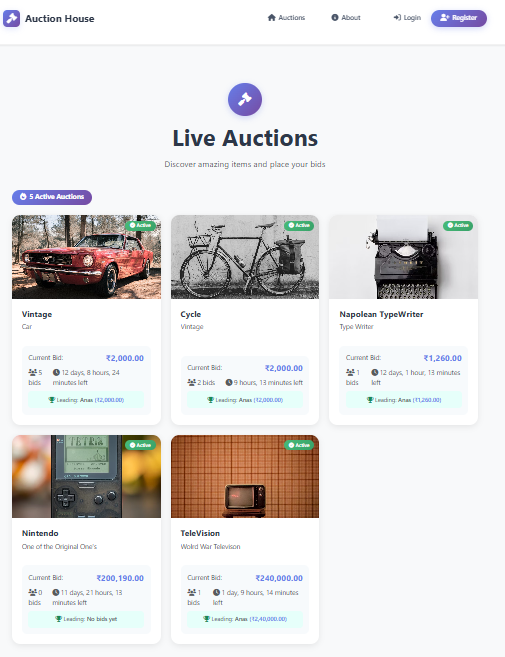 Auction House
Auctions
About
Login
Register
Live Auctions
Discover amazing items and place your bids
5 Active Auctions
Active
Vintage
Car
Current Bid: ₹2,000.00
5 bids
12 days, 8 hours, 24 minutes left
Leading: Anas (₹2,000.00)
Active
Cycle
Vintage
Current Bid: ₹2,000.00
2 bids
9 hours, 13 minutes left
Leading: Anas (₹2,000.00)
Active
Napolean TypeWriter
Type Writer
Current Bid: ₹1,260.00
1 bids
12 days, 1 hour, 13 minutes left
Leading: Anas (₹1,260.00)
Active
TETRIS
Nintendo
One of the Original One's
Current Bid: ₹200,190.00
0 bids
11 days, 21 hours, 13 minutes left
Leading: No bids yet
Active
TeleVision
Wolrd War Televison
Current Bid: ₹240,000.00
1 bids
1 day, 9 hours, 14 minutes left
Leading: Anas (₹2,40,000.00)